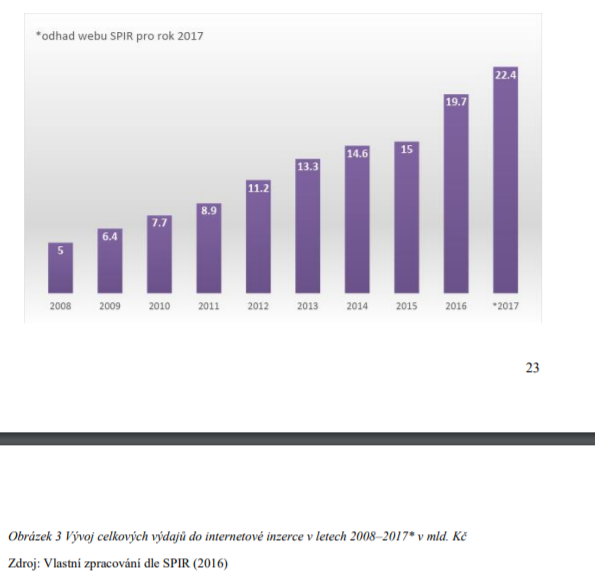 *odhad webu SPIR pro rok 2017
22.4
19.7
15
14.6
13.3
11.2
8.9
7.7
6.4
5
2008 2009 2010 2011 2012 2013 2014 2015 2016 *2017
23
Obrázek 3 Vývoj celkových výdajů do internetové inzerce v letech 2008–2017* v mld. Kč
Zdroj: Vlastní zpracování dle SPIR (2016)